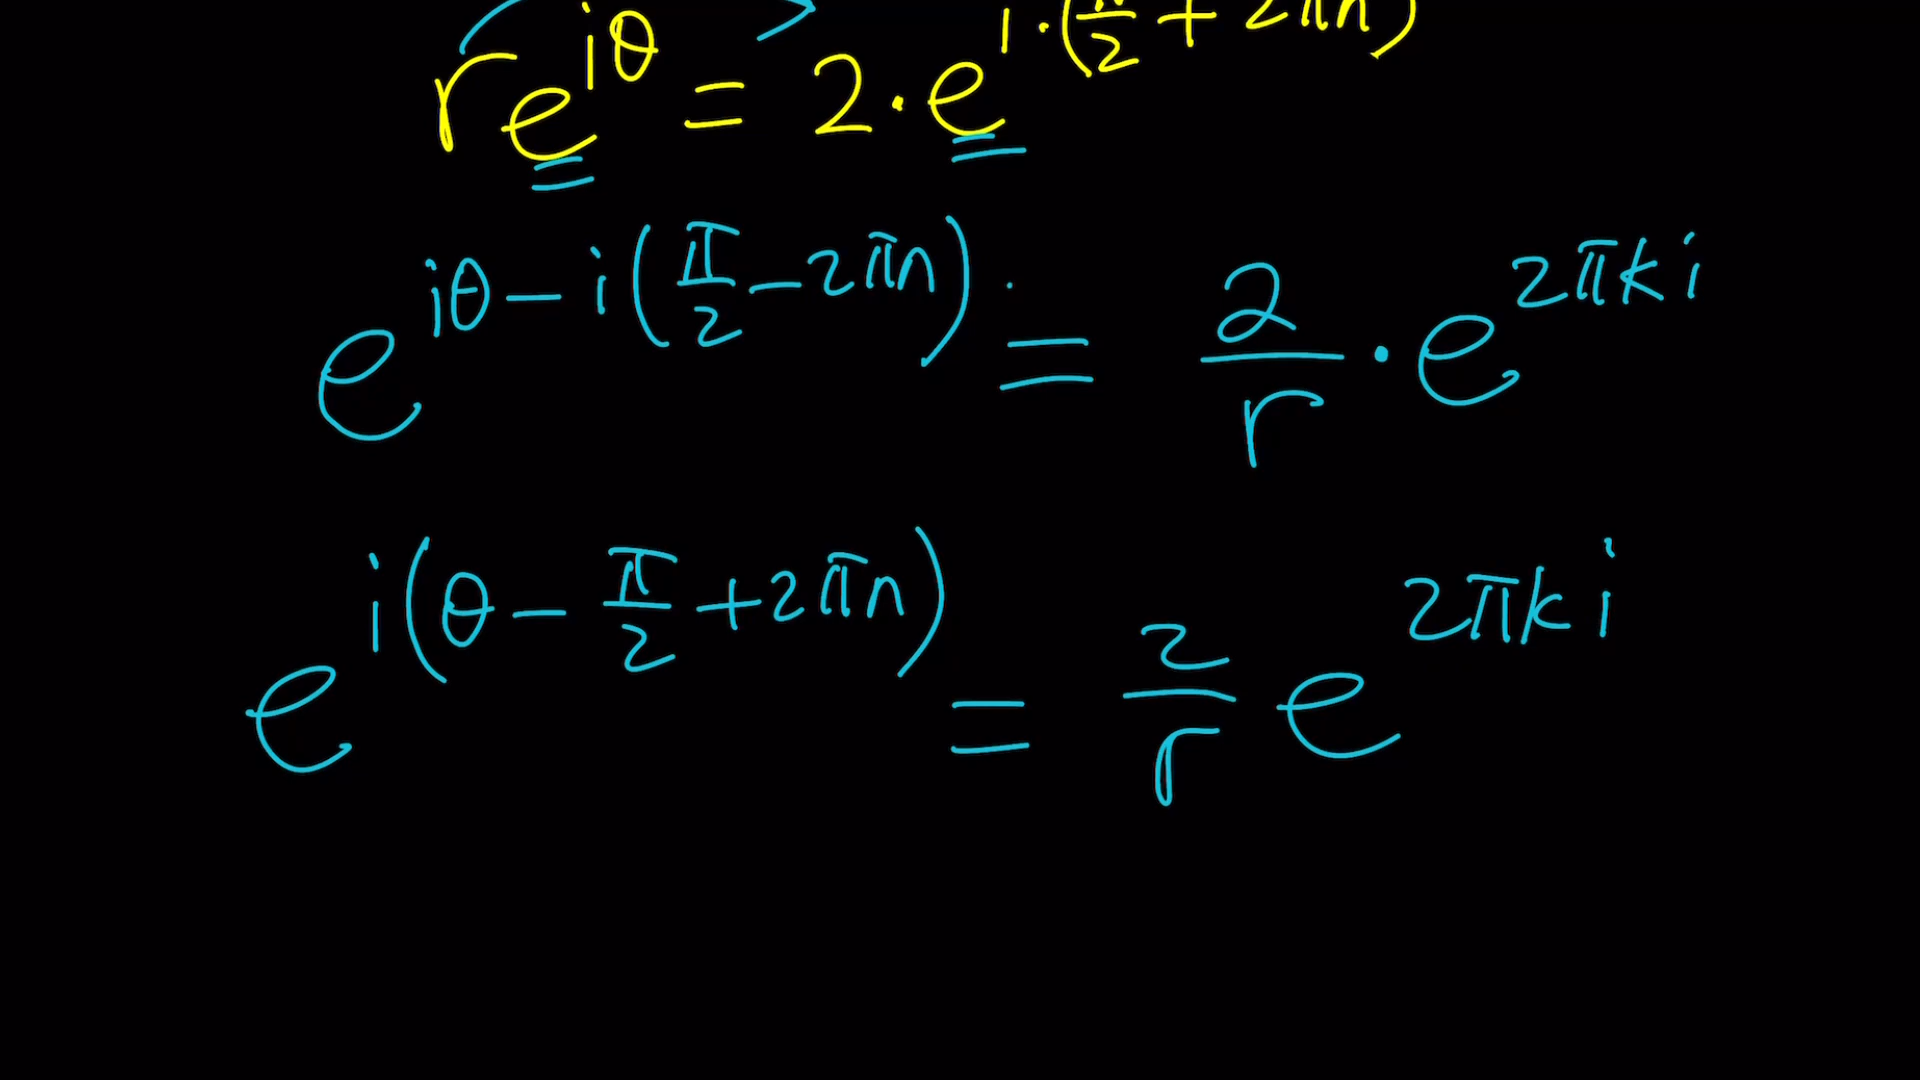 re^{iθ} = 2 · e^{i · (π/2 + 2πn)}
e^{iθ − i(π/2 − 2πn)} · = 2/r · e^{2πki}
e^{i(θ − π/2 + 2πn)} = 2/r e^{2πki}